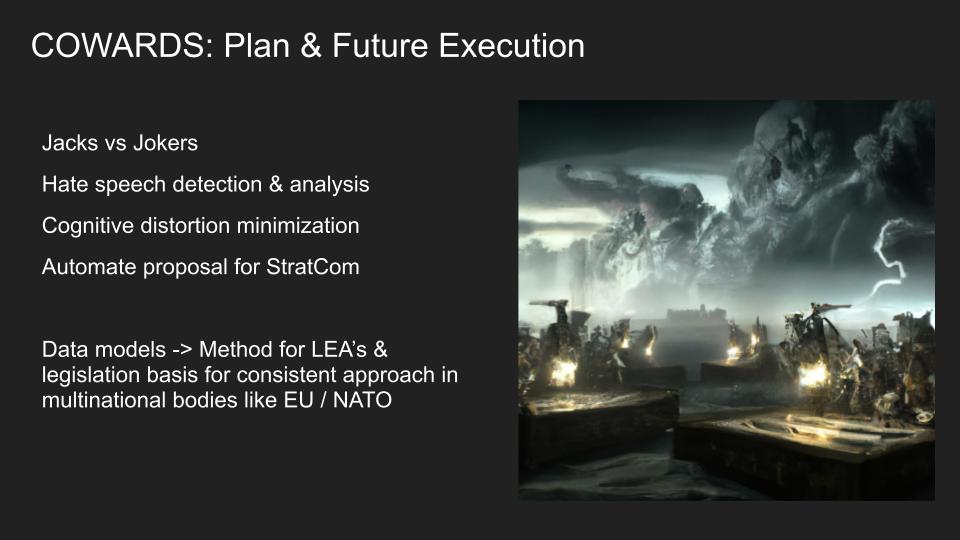 COWARDS: Plan & Future Execution
Jacks vs Jokers
Hate speech detection & analysis
Cognitive distortion minimization
Automate proposal for StratCom
Data models -> Method for LEA’s &
legislation basis for consistent approach in
multinational bodies like EU / NATO